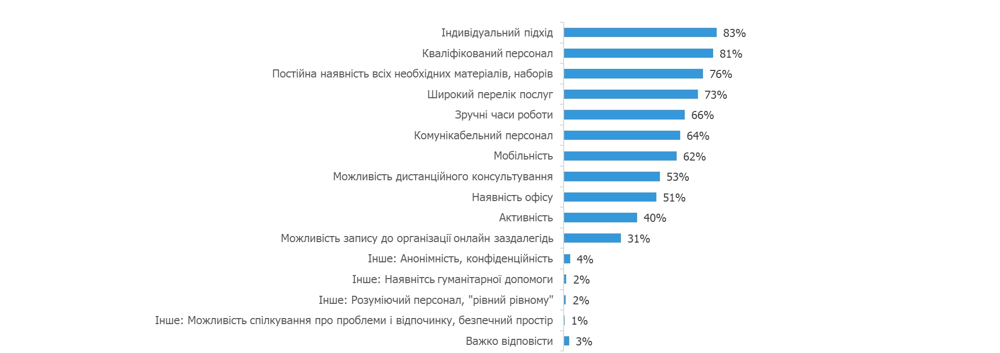 Індивідуальний підхід 83%
Кваліфікований персонал 81%
Постійна наявність всіх необхідних матеріалів, наборів 76%
Широкий перелік послуг 73%
Зручні часи роботи 66%
Комунікабельний персонал 64%
Мобільність 62%
Можливість дистанційного консультування 53%
Наявність офісу 51%
Активність 40%
Можливість запису до організації онлайн заздалегідь 31%
Інше: Анонімність, конфіденційність 4%
Інше: Наявнітсь гуманітарної допомоги 2%
Інше: Розуміючий персонал, "рівний рівному" 2%
Інше: Можливість спілкування про проблеми і відпочинку, безпечний простір 1%
Важко відповісти 3%